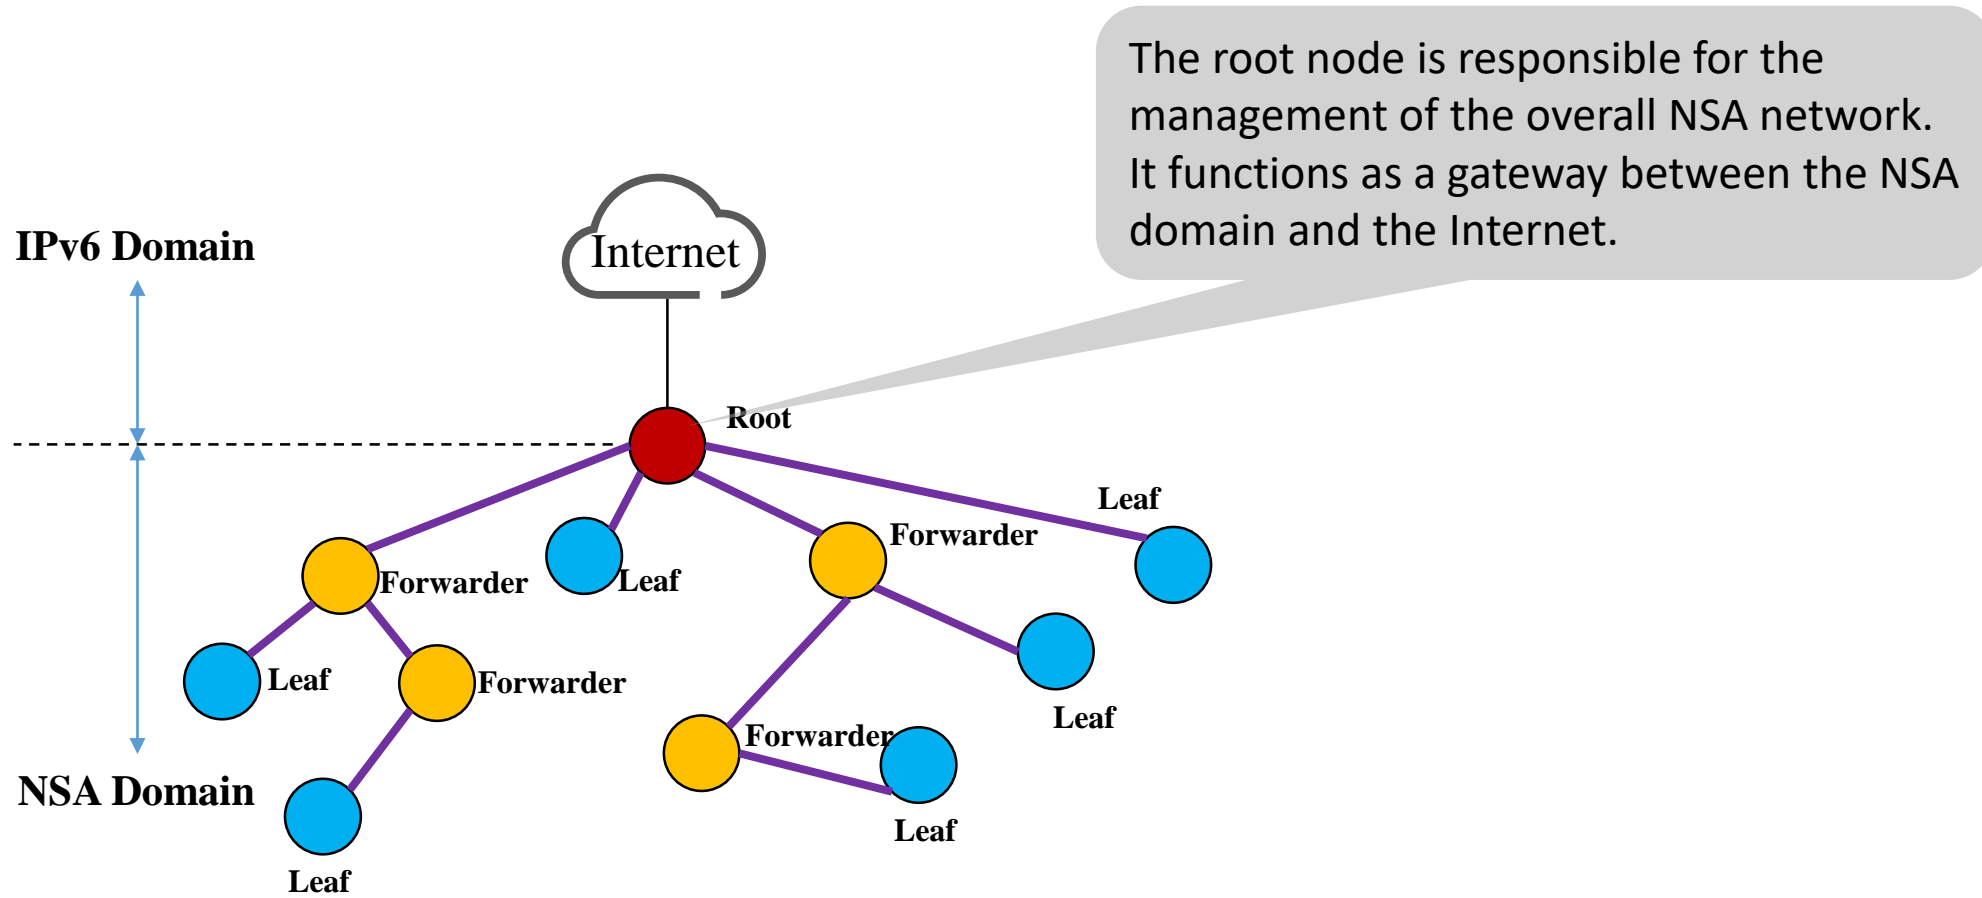 The root node is responsible for the
management of the overall NSA network.
It functions as a gateway between the NSA
domain and the Internet.
IPv6 Domain
Internet
Root
Leaf
Forwarder
Forwarder
Leaf
Leaf
Forwarder
Leaf
Forwarder
NSA Domain
Leaf
Leaf